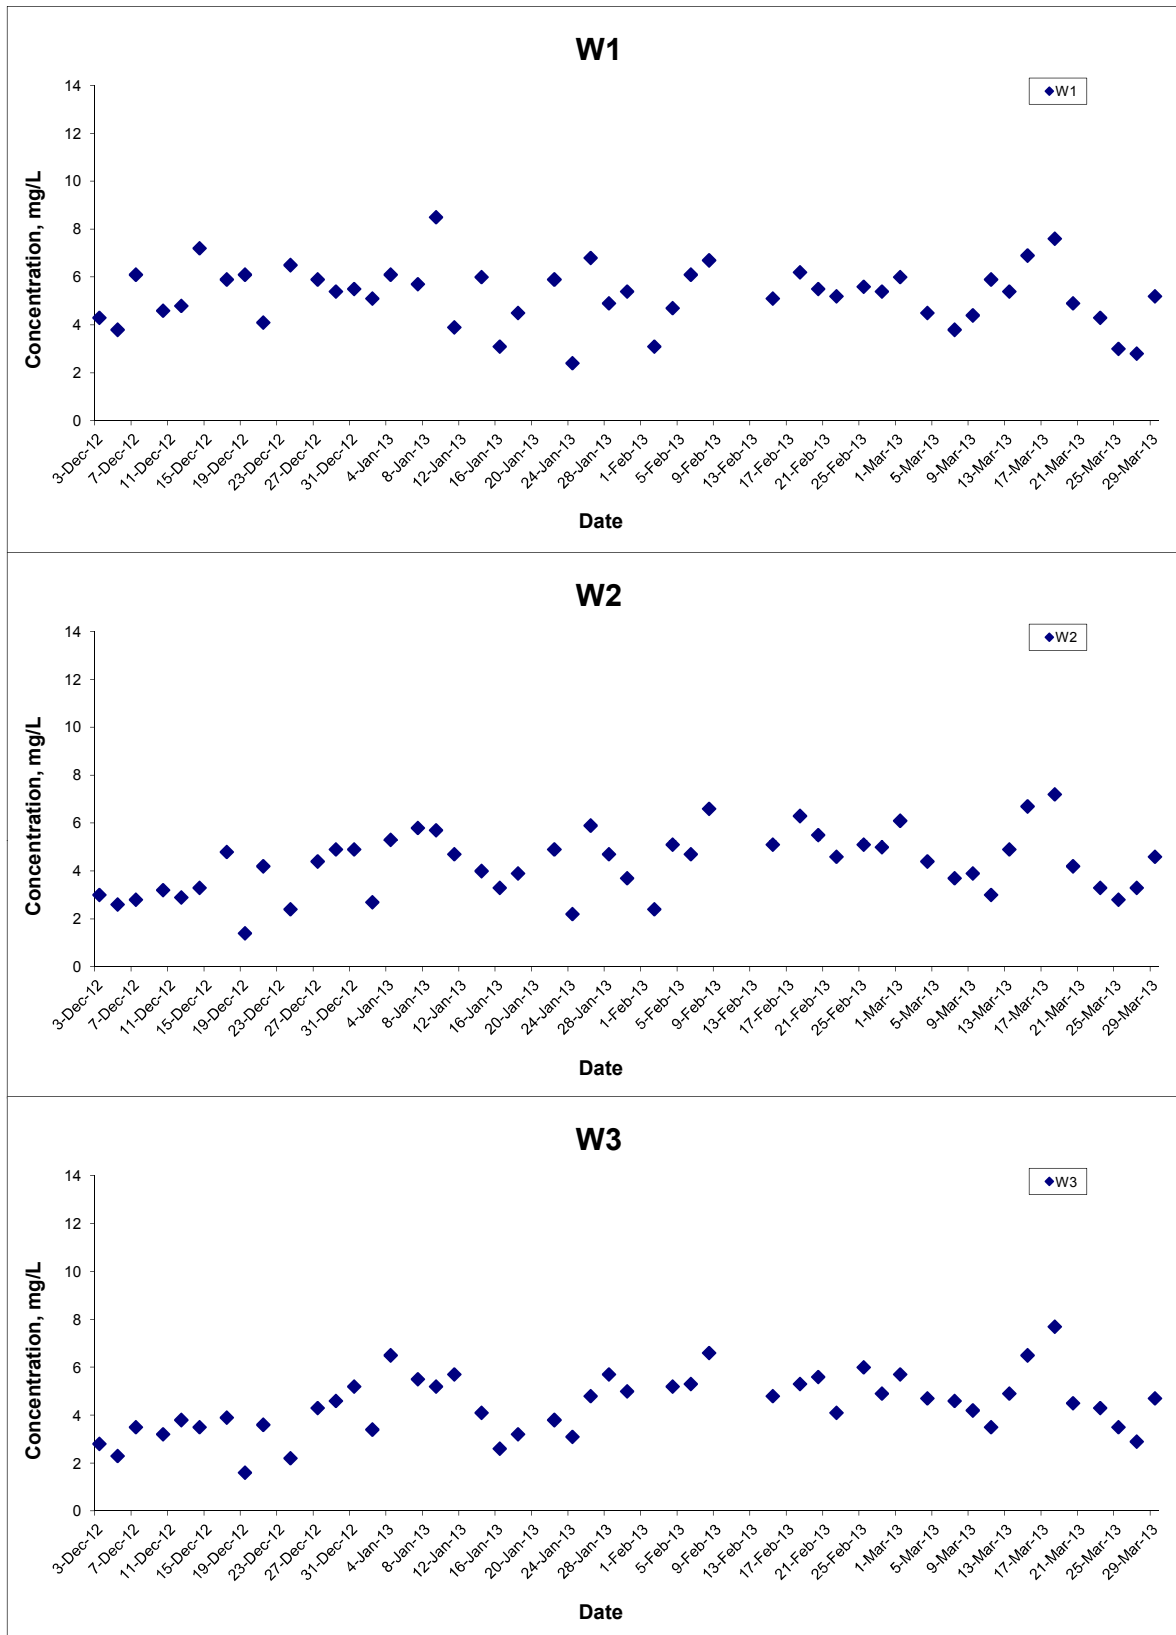 W1
W1
14
12
10
8
6
4
2
0
Concentration, mg/L
3-Dec-12 7-Dec-12 11-Dec-12 15-Dec-12 19-Dec-12 23-Dec-12 27-Dec-12 31-Dec-12 4-Jan-13 8-Jan-13 12-Jan-13 16-Jan-13 20-Jan-13 24-Jan-13 28-Jan-13 1-Feb-13 5-Feb-13 9-Feb-13 13-Feb-13 17-Feb-13 21-Feb-13 25-Feb-13 1-Mar-13 5-Mar-13 9-Mar-13 13-Mar-13 17-Mar-13 21-Mar-13 25-Mar-13 29-Mar-13
Date
W2
W2
14
12
10
8
6
4
2
0
Concentration, mg/L
3-Dec-12 7-Dec-12 11-Dec-12 15-Dec-12 19-Dec-12 23-Dec-12 27-Dec-12 31-Dec-12 4-Jan-13 8-Jan-13 12-Jan-13 16-Jan-13 20-Jan-13 24-Jan-13 28-Jan-13 1-Feb-13 5-Feb-13 9-Feb-13 13-Feb-13 17-Feb-13 21-Feb-13 25-Feb-13 1-Mar-13 5-Mar-13 9-Mar-13 13-Mar-13 17-Mar-13 21-Mar-13 25-Mar-13 29-Mar-13
Date
W3
W3
14
12
10
8
6
4
2
0
Concentration, mg/L
3-Dec-12 7-Dec-12 11-Dec-12 15-Dec-12 19-Dec-12 23-Dec-12 27-Dec-12 31-Dec-12 4-Jan-13 8-Jan-13 12-Jan-13 16-Jan-13 20-Jan-13 24-Jan-13 28-Jan-13 1-Feb-13 5-Feb-13 9-Feb-13 13-Feb-13 17-Feb-13 21-Feb-13 25-Feb-13 1-Mar-13 5-Mar-13 9-Mar-13 13-Mar-13 17-Mar-13 21-Mar-13 25-Mar-13 29-Mar-13
Date